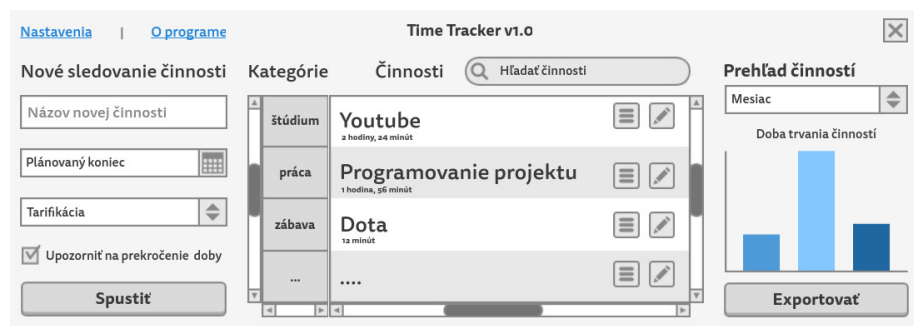 Nastavenia | O programe
Time Tracker v1.0
Nové sledovanie činnosti
Názov novej činnosti
Plánovaný koniec
Tarifikácia
Upozorniť na prekročenie doby
Spustiť
Kategórie
štúdium
práca
zábava
...
Činnosti
Hľadať činnosti
Youtube
2 hodiny, 24 minút
Programovanie projektu
1 hodina, 56 minút
Dota
12 minút
....
Prehľad činností
Mesiac
Doba trvania činností
Exportovať